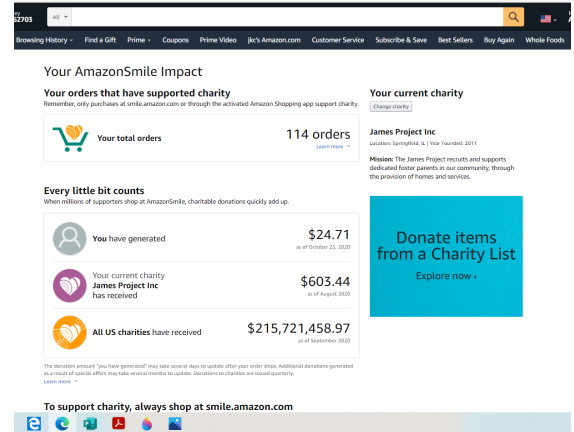 52703
All
Browsing History
Find a Gift
Prime
Coupons
Prime Video
jkc's Amazon.com
Customer Service
Subscribe & Save
Best Sellers
Buy Again
Whole Foods
Your AmazonSmile Impact
Your orders that have supported charity
Remember, only purchases at smile.amazon.com or through the activated Amazon Shopping app support charity.
Your total orders
114 orders
Learn more
Every little bit counts
When millions of supporters shop at AmazonSmile, charitable donations quickly add up.
You have generated
$24.71
as of October 25, 2020
Your current charity
James Project Inc
has received
$603.44
as of August 2020
All US charities have received
$215,721,458.97
as of September 2020
The donation amount "you have generated" may take several days to update after your order ships. Additional donations generated
as a result of special offers may take several months to update. Donations to charities are issued quarterly.
Learn more
To support charity, always shop at smile.amazon.com
Your current charity
Change charity
James Project Inc
Location: Springfield, IL | Year Founded: 2011
Mission: The James Project recruits and supports
dedicated foster parents in our community, through
the provision of homes and services.
Donate items
from a Charity List
Explore now ›